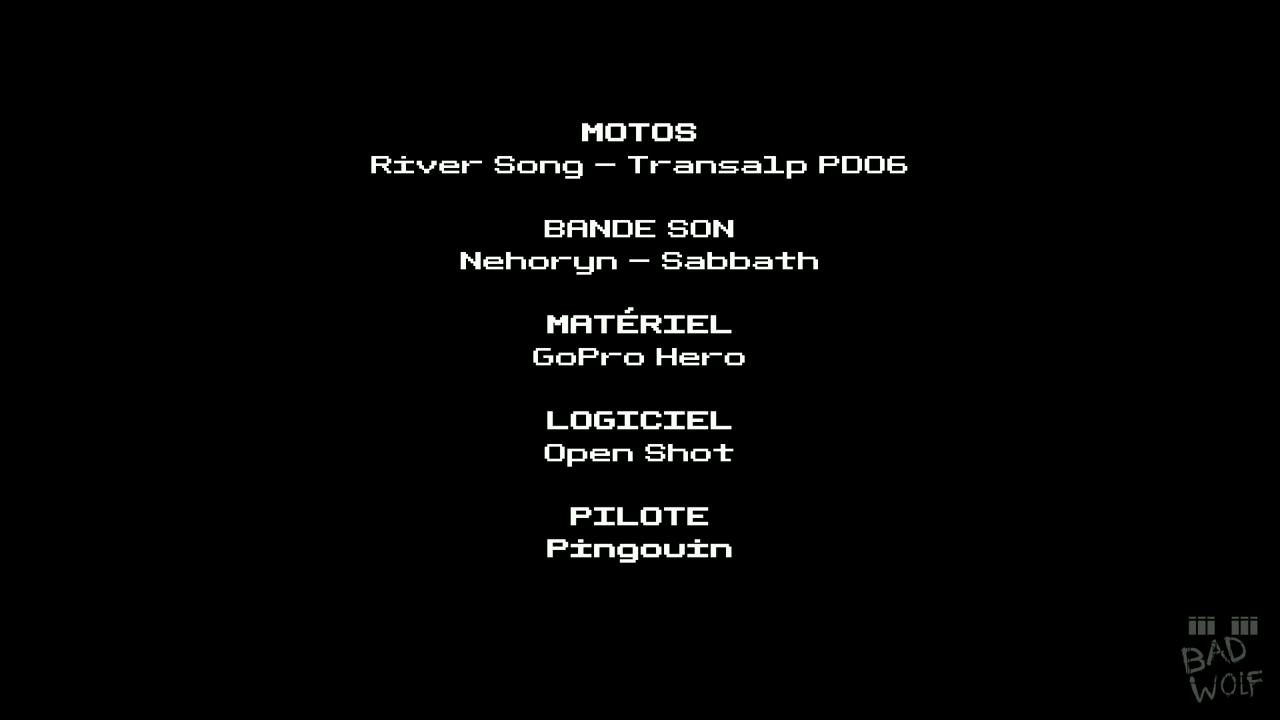 MOTOS
River Song – Transalp PD06
BANDE SON
Nehoryn – Sabbath
MATÉRIEL
GoPro Hero
LOGICIEL
Open Shot
PILOTE
Pingouin
BAD
WOLF